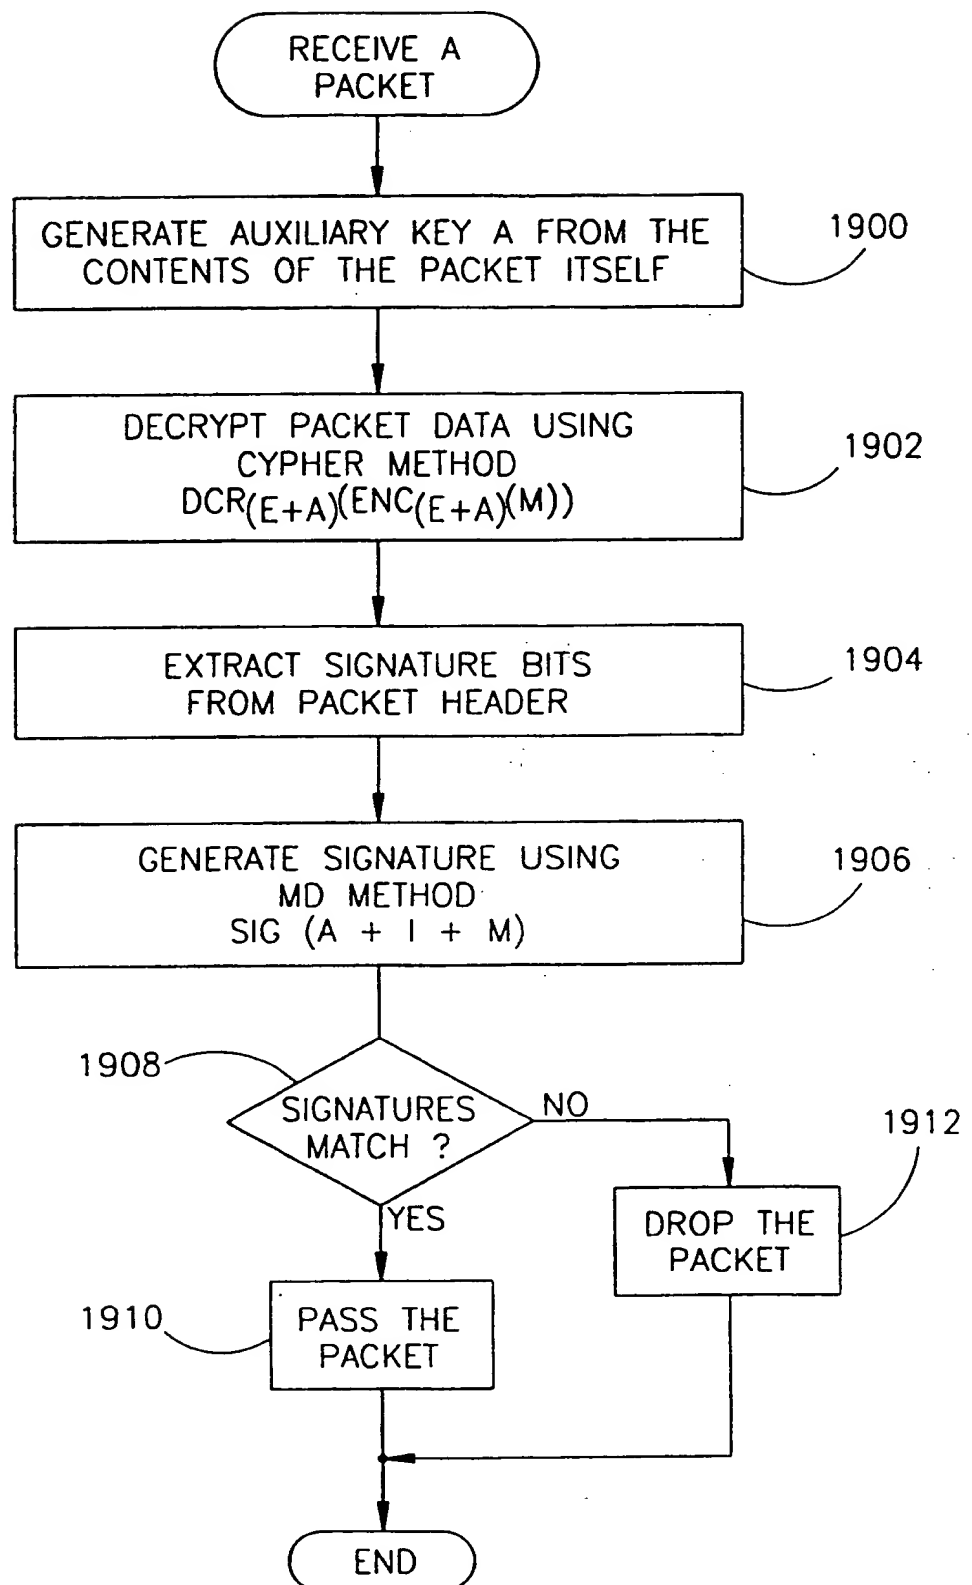 RECEIVE A
PACKET
GENERATE AUXILIARY KEY A FROM THE
CONTENTS OF THE PACKET ITSELF
1900
DECRYPT PACKET DATA USING
CYPHER METHOD
DCR(E+A)(ENC(E+A)(M))
1902
EXTRACT SIGNATURE BITS
FROM PACKET HEADER
1904
GENERATE SIGNATURE USING
MD METHOD
SIG (A + I + M)
1906
1908
SIGNATURES
MATCH ?
NO
YES
1912
DROP THE
PACKET
1910
PASS THE
PACKET
END